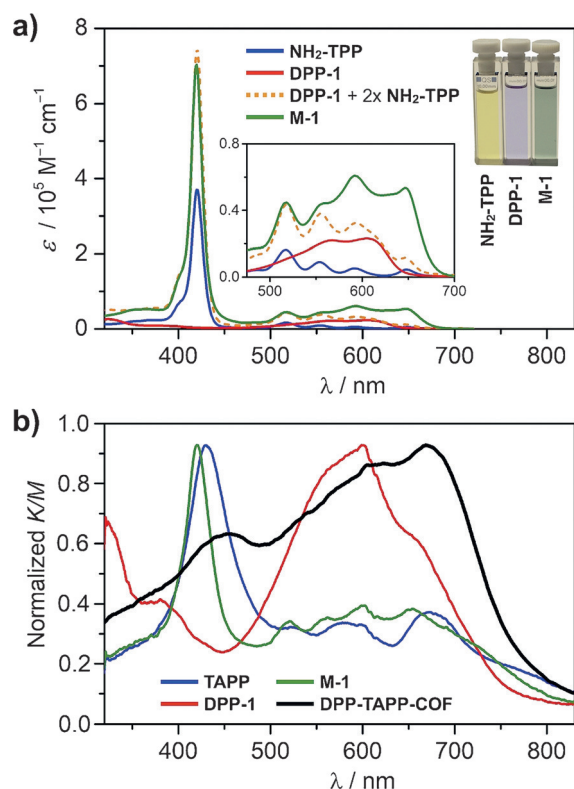 a)
8
6
4
2
0
ε / 10⁵ M⁻¹ cm⁻¹
NH₂-TPP
DPP-1
DPP-1 + 2x NH₂-TPP
M-1
0.6
0.3
0.0
500
600
700
NH₂-TPP
DPP-1
M-1
QS
400
500
600
700
800
λ / nm
b)
1.0
0.8
0.6
0.4
0.2
0.0
Normalized K/M
TAPP
DPP-1
M-1
DPP-TAPP-COF
400
500
600
700
800
λ / nm